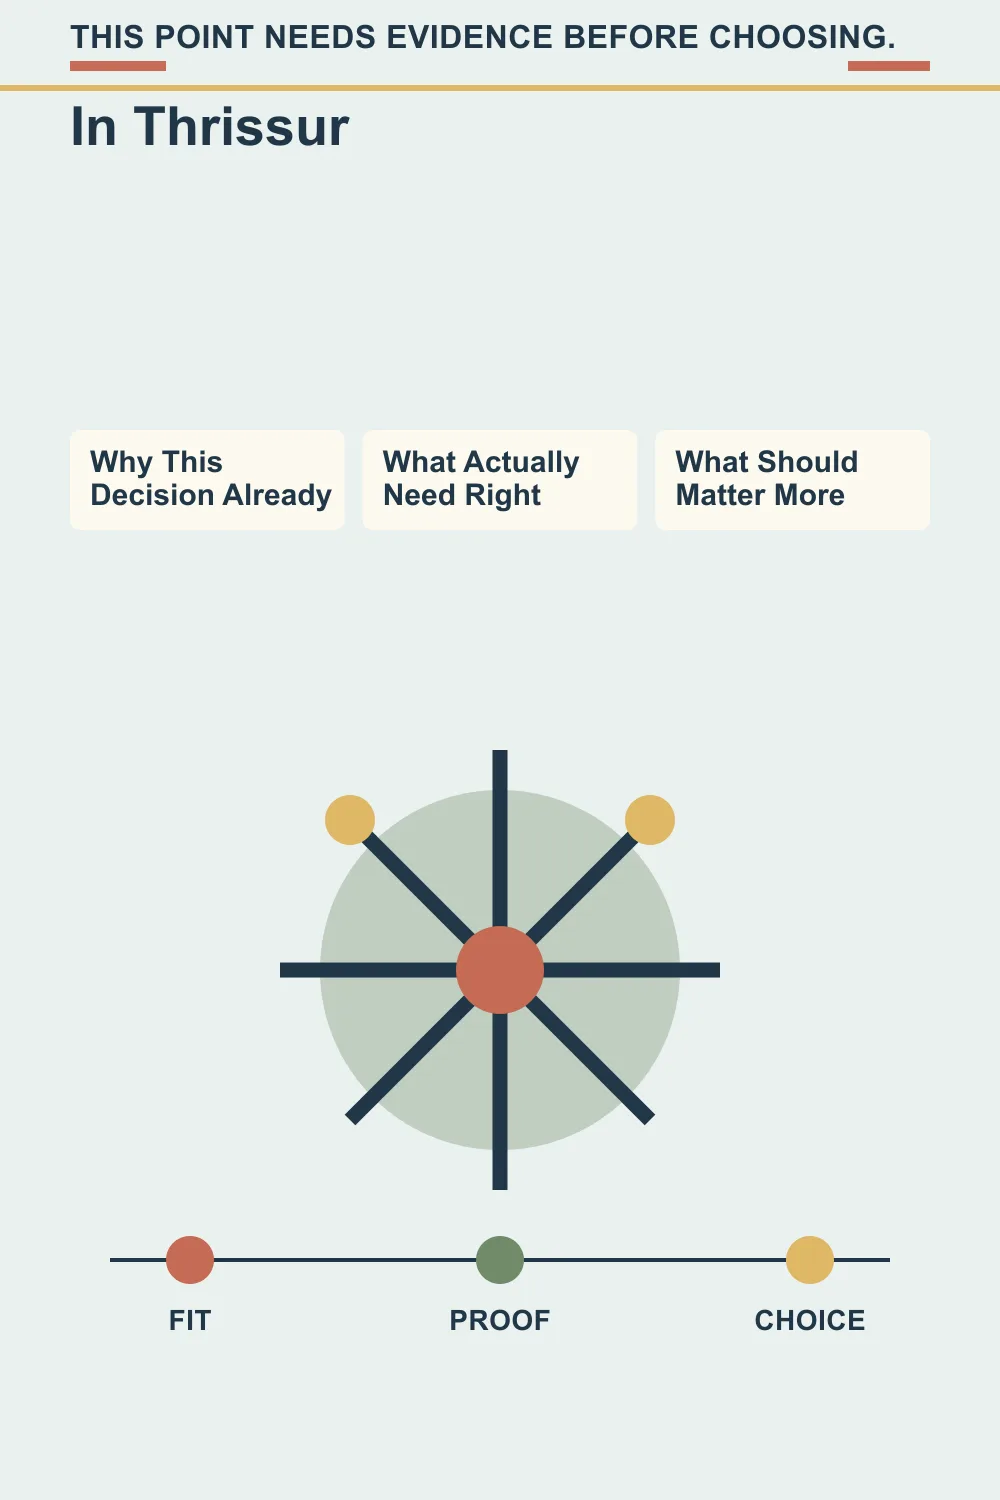 THIS POINT NEEDS EVIDENCE BEFORE CHOOSING.
In Thrissur
Why This
Decision Already
What Actually
Need Right
What Should
Matter More
FIT
PROOF
CHOICE